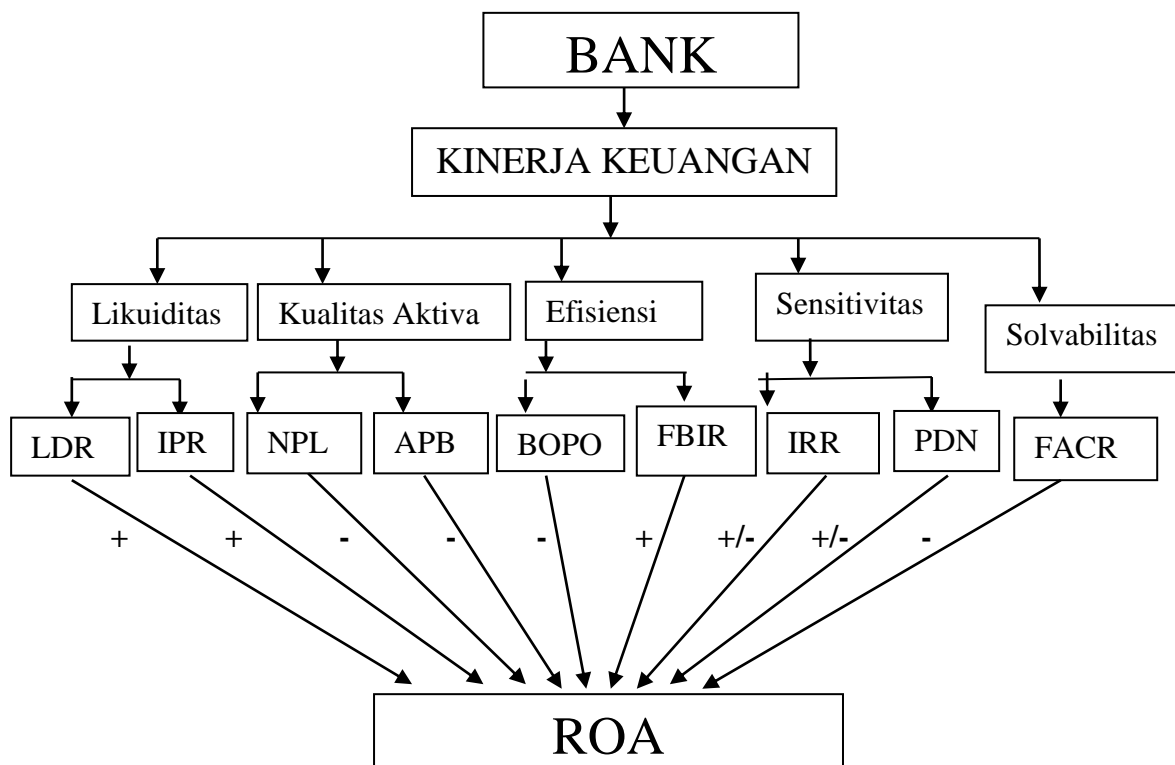 BANK
KINERJA KEUANGAN
Likuiditas
Kualitas Aktiva
Efisiensi
Sensitivitas
Solvabilitas
LDR
IPR
NPL
APB
BOPO
FBIR
IRR
PDN
FACR
+
+
-
-
-
+
+/-
+/-
-
ROA